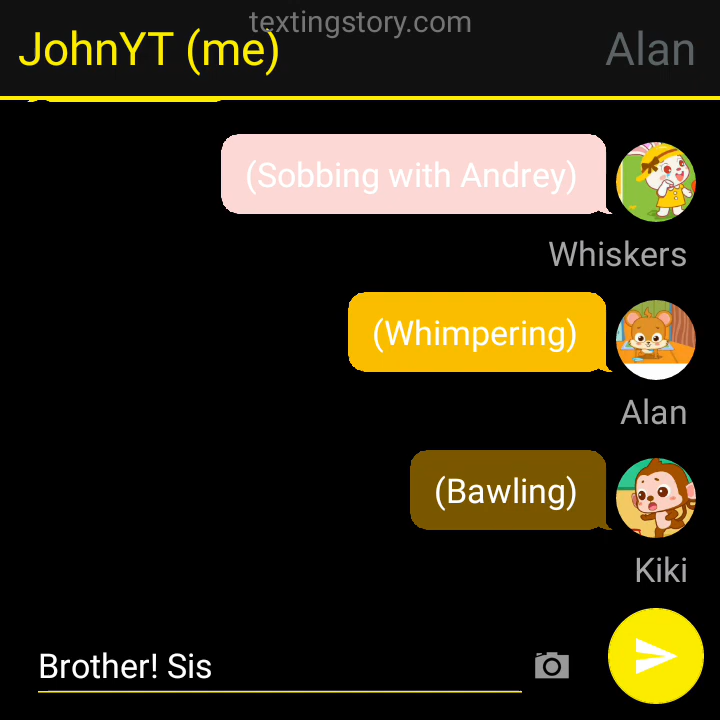 textingstory.com
JohnYT (me) Alan
(Sobbing with Andrey)
Whiskers
(Whimpering)
Alan
(Bawling)
Kiki
Brother! Sis